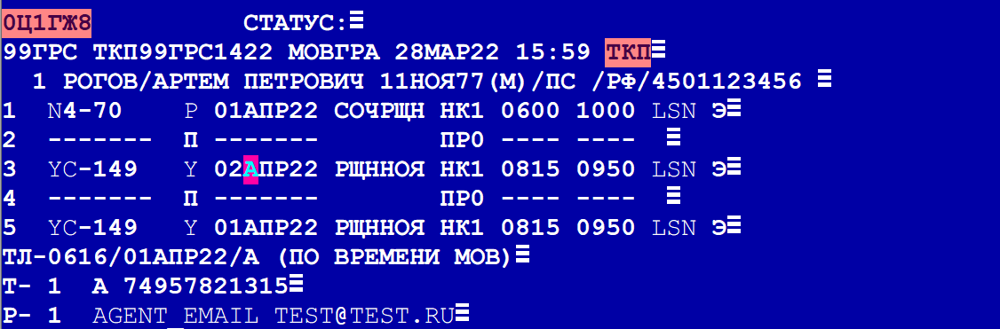 0Ц1ГЖ8 СТАТУС:
99ГРС ТКП99ГРС1422 МОВГРА 28МАР22 15:59 ТКП
1 РОГОВ/АРТЕМ ПЕТРОВИЧ 11НОЯ77(М)/ПС /РФ/4501123456
1 N4-70 P 01АПР22 СОЧРЩН НК1 0600 1000 LSN Э
2 ------- П ------- ПР0 ---- ----
3 YC-149 Y 02АПР22 РЩННОЯ НК1 0815 0950 LSN Э
4 ------- П ------- ПР0 ---- ----
5 YC-149 Y 01АПР22 РЩННОЯ НК1 0815 0950 LSN Э
ТЛ-0616/01АПР22/А (ПО ВРЕМЕНИ МОВ)
Т- 1 А 74957821315
Р- 1 AGENT_EMAIL TEST@TEST.RU